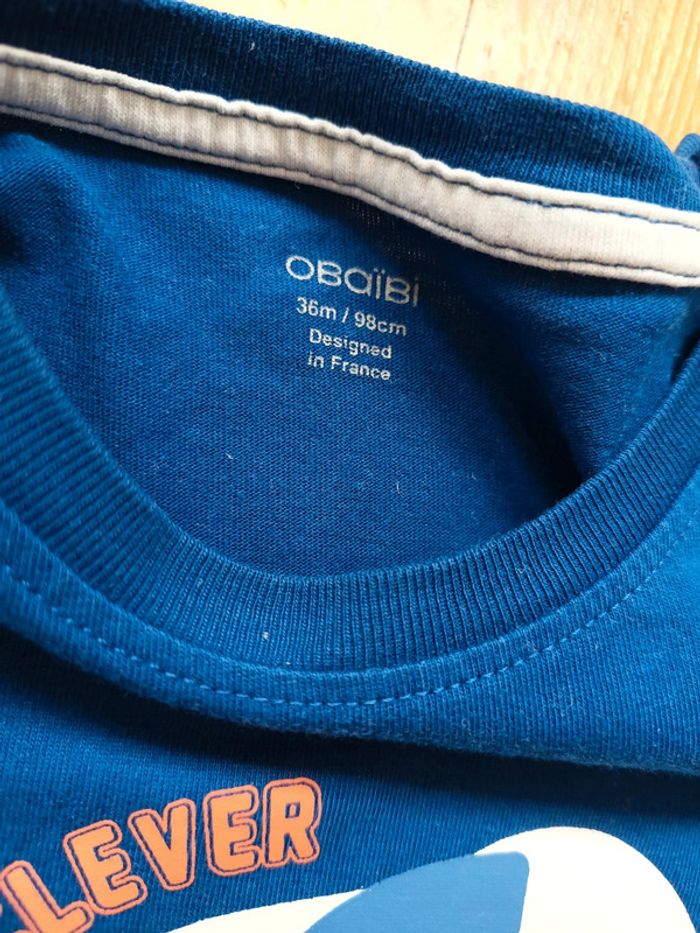 OBaïBi
36m / 98cm
Designed
in France
LEVER